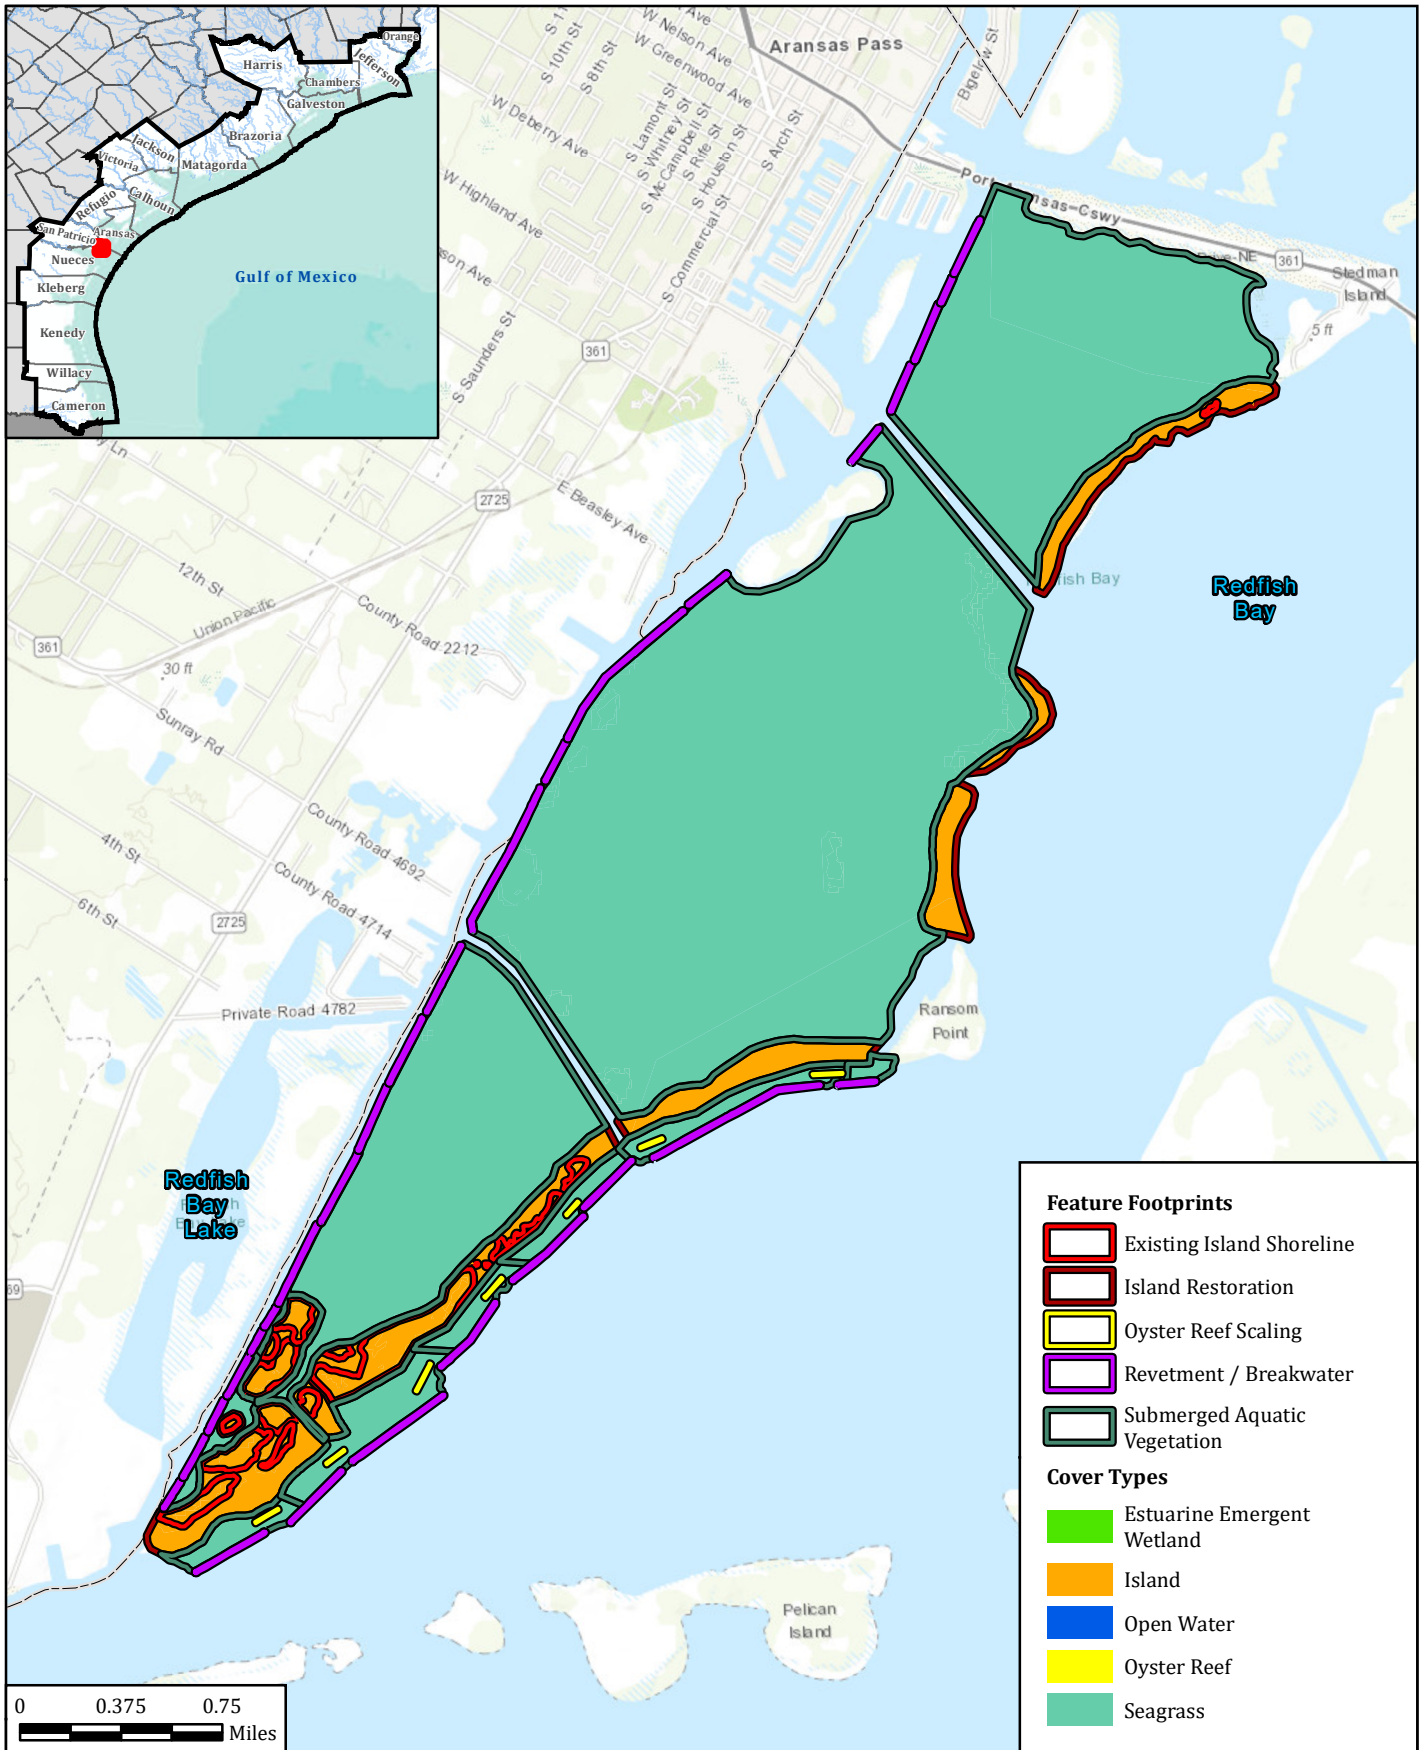 Orange
Harris
Jefferson
Chambers
Galveston
Brazoria
Jackson
Victoria
Matagorda
Calhoun
Refugio
San Patricio
Aransas
Nueces
Kleberg
Kenedy
Willacy
Cameron
Gulf of Mexico
W Nelson Ave
W Greenwood Ave
Aransas Pass
S 10th St
S 8th St
Bigelow St
W Deberry Ave
S Lamont St
S Whitney St
S McCampbell St
S Rife St
S Houston St
S Arch St
W Highland Ave
S Commercial St
S Saunders St
361
361
Stedman
Island
5 ft
2725
E Beasley Ave
12th St
Union Pacific
County Road 2212
361
30 ft
Sunray Rd
Redfish
Bay
County Road 4692
4th St
County Road 4714
6th St
2725
Private Road 4782
Ransom
Point
Redfish
Bay
Lake
Pelican
Island
Feature Footprints
Existing Island Shoreline
Island Restoration
Oyster Reef Scaling
Revetment / Breakwater
Submerged Aquatic
Vegetation
Cover Types
Estuarine Emergent
Wetland
Island
Open Water
Oyster Reef
Seagrass
0 0.375 0.75
Miles